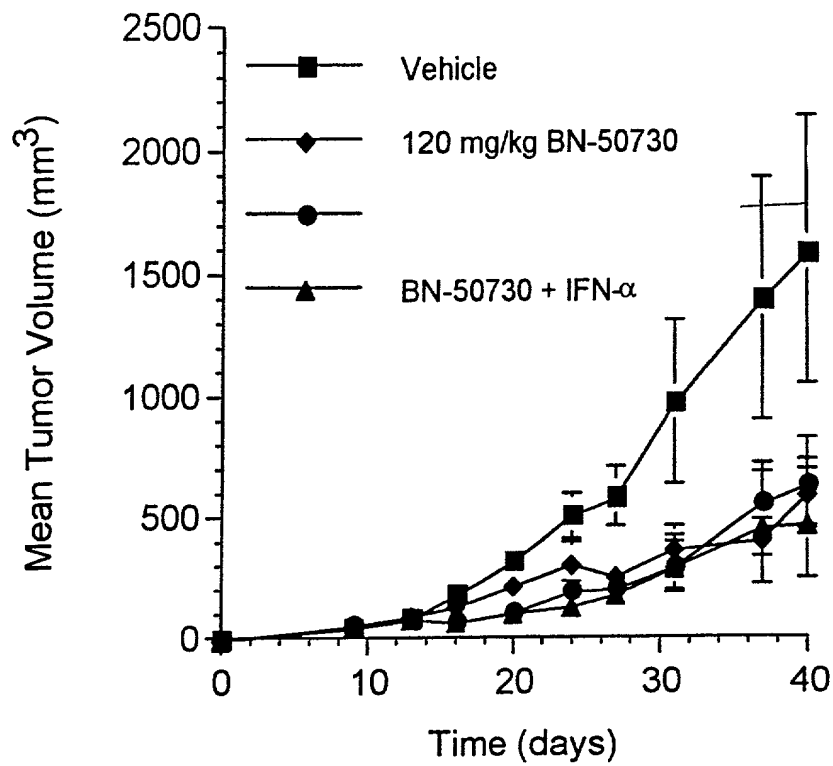 2500
2000
1500
1000
500
0
Mean Tumor Volume (mm³)
Vehicle
120 mg/kg BN-50730
BN-50730 + IFN-α
0 10 20 30 40
Time (days)